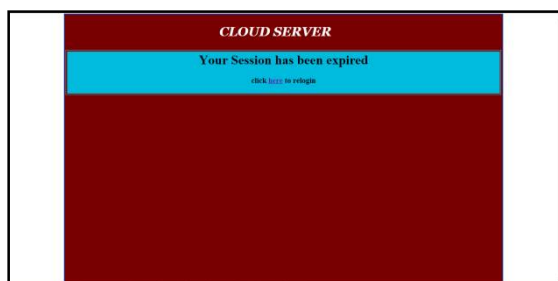 CLOUD SERVER
Your Session has been expired
click here to relogin